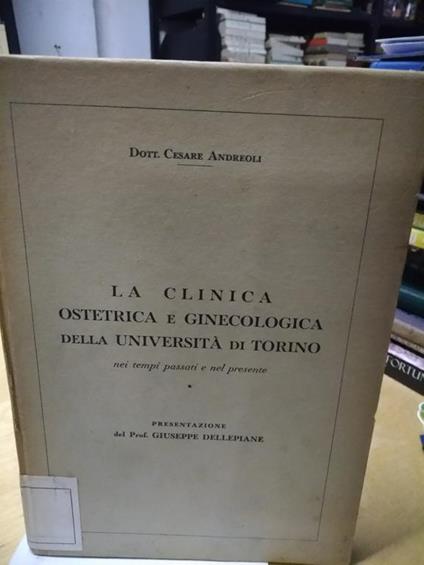 DOTT. CESARE ANDREOLI
LA CLINICA
OSTETRICA E GINECOLOGICA
DELLA UNIVERSITÀ DI TORINO
nei tempi passati e nel presente
PRESENTAZIONE
del Prof. GIUSEPPE DELLEPIANE